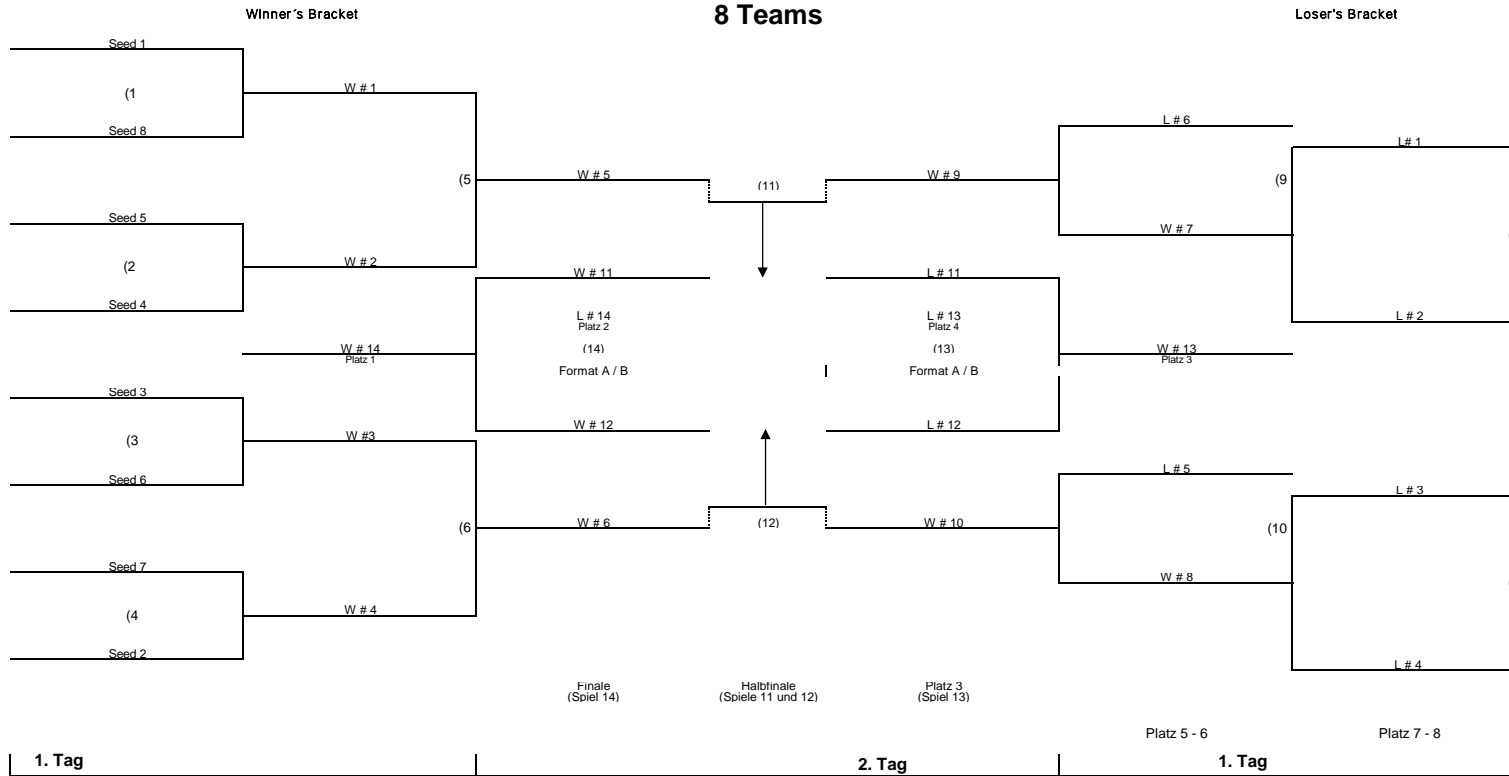 Winner´s Bracket
8 Teams
Loser's Bracket
Seed 1
(1
W # 1
Seed 8
L # 6
L# 1
(5
W # 5
(11)
W # 9
(9
Seed 5
W # 7
(2
W # 2
W # 11
L # 11
Seed 4
L # 14
Platz 2
L # 13
Platz 4
L # 2
W # 14
Platz 1
(14)
(13)
W # 13
Platz 3
Format A / B
Format A / B
Seed 3
W # 12
L # 12
(3
W #3
Seed 6
L # 5
L # 3
(6
W # 6
(12)
W # 10
(10
Seed 7
W # 8
(4
W # 4
Seed 2
L # 4
Finale
(Spiel 14)
Halbfinale
(Spiele 11 und 12)
Platz 3
(Spiel 13)
Platz 5 - 6
Platz 7 - 8
1. Tag
2. Tag
1. Tag